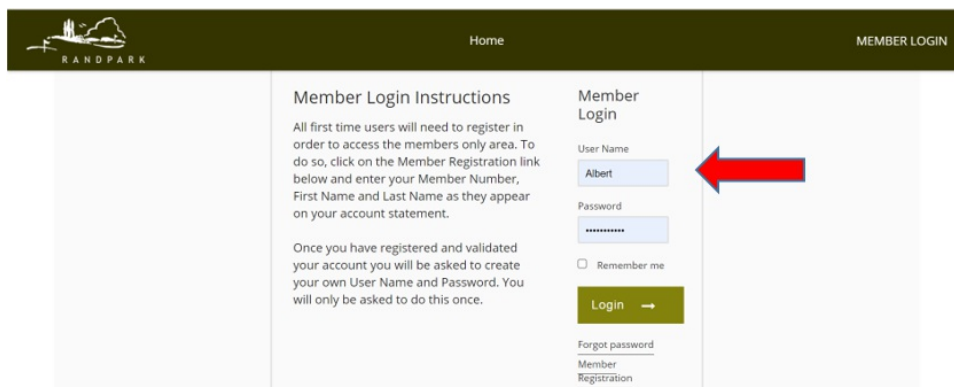 RANDPARK
Home
MEMBER LOGIN
Member Login Instructions
All first time users will need to register in
order to access the members only area. To
do so, click on the Member Registration link
below and enter your Member Number,
First Name and Last Name as they appear
on your account statement.
Once you have registered and validated
your account you will be asked to create
your own User Name and Password. You
will only be asked to do this once.
Member
Login
User Name
Albert
Password
•••••••••••
Remember me
Login →
Forgot password
Member
Registration